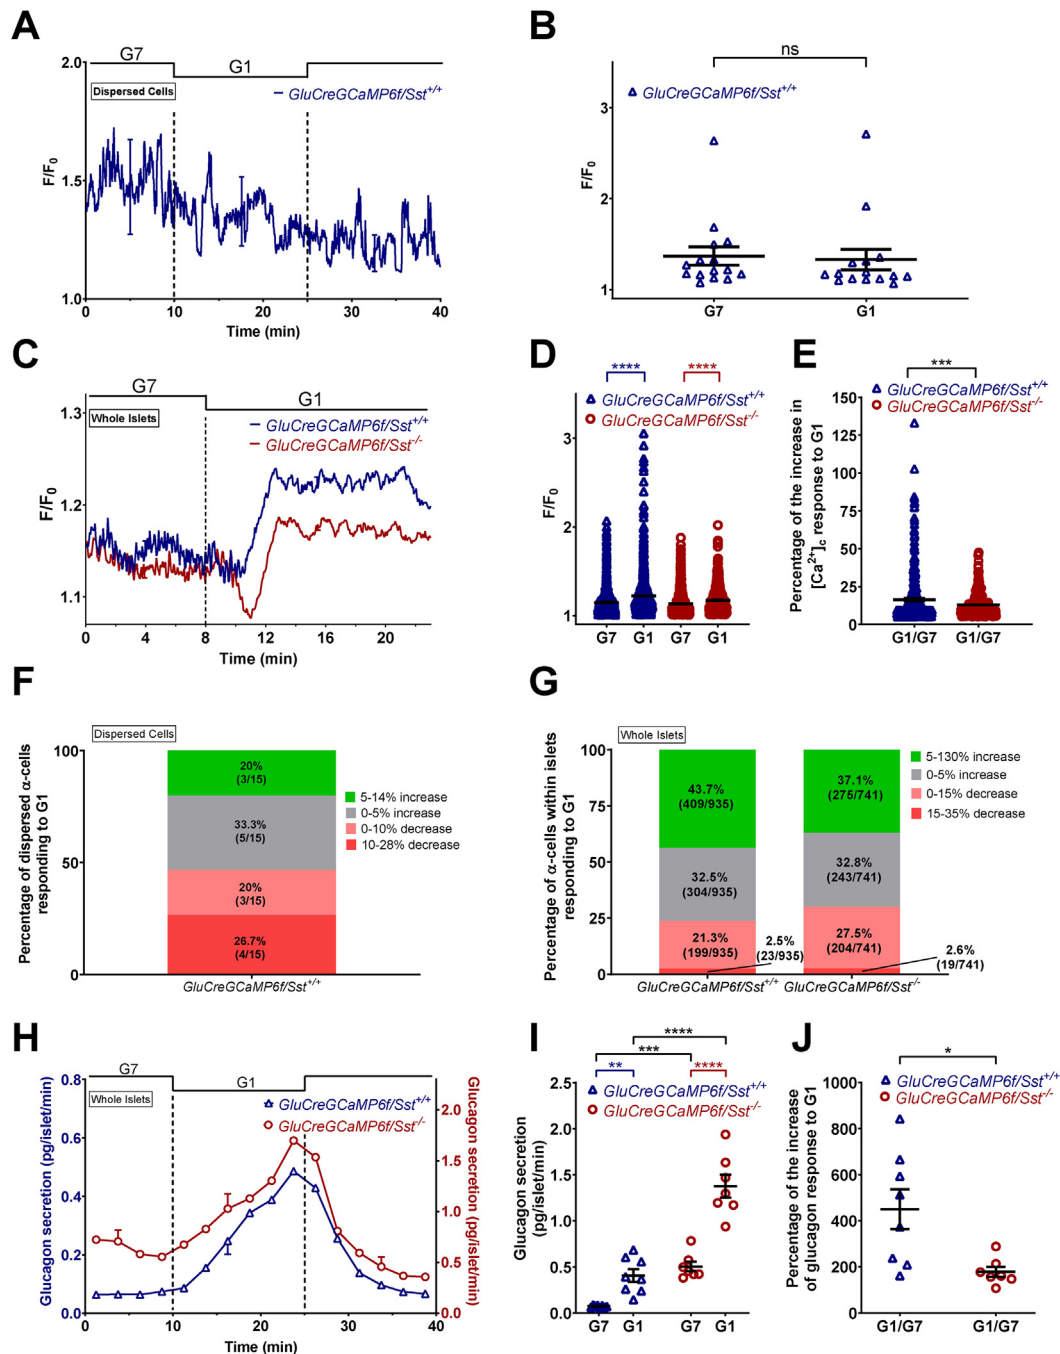 A
G7
G1
2.0
Dispersed Cells
GluCreGCaMP6f/Sst+/+
F/F0
1.5
1.0
0
10
20
30
40
Time (min)
B
ns
GluCreGCaMP6f/Sst+/+
F/F0
3
2
1
G7
G1
C
G7
G1
1.3
Whole Islets
GluCreGCaMP6f/Sst+/+
GluCreGCaMP6f/Sst-/-
F/F0
1.2
1.1
0
4
8
12
16
20
Time (min)
D
****
****
GluCreGCaMP6f/Sst+/+
GluCreGCaMP6f/Sst-/-
F/F0
3
2
1
G7
G1
G7
G1
E
***
GluCreGCaMP6f/Sst+/+
GluCreGCaMP6f/Sst-/-
Percentage of the increase in
[Ca2+]c response to G1
150
125
100
75
50
25
0
G1/G7
G1/G7
F
Dispersed Cells
Percentage of dispersed α-cells
responding to G1
100
50
0
20%
(3/15)
33.3%
(5/15)
20%
(3/15)
26.7%
(4/15)
5-14% increase
0-5% increase
0-10% decrease
10-28% decrease
GluCreGCaMP6f/Sst+/+
G
Whole Islets
Percentage of α-cells within islets
responding to G1
100
75
50
25
0
43.7%
(409/935)
32.5%
(304/935)
21.3%
(199/935)
2.5%
(23/935)
37.1%
(275/741)
32.8%
(243/741)
27.5%
(204/741)
2.6%
(19/741)
5-130% increase
0-5% increase
0-15% decrease
15-35% decrease
GluCreGCaMP6f/Sst+/+
GluCreGCaMP6f/Sst-/-
H
G7
G1
Whole Islets
GluCreGCaMP6f/Sst+/+
GluCreGCaMP6f/Sst-/-
Glucagon secretion (pg/islet/min)
0.8
0.6
0.4
0.2
0.0
Glucagon secretion (pg/islet/min)
2.0
1.5
1.0
0.5
0.0
0
10
20
30
40
Time (min)
I
****
***
**
****
GluCreGCaMP6f/Sst+/+
GluCreGCaMP6f/Sst-/-
Glucagon secretion
(pg/islet/min)
2.5
2.0
1.5
1.0
0.5
0.0
G7
G1
G7
G1
J
*
GluCreGCaMP6f/Sst+/+
GluCreGCaMP6f/Sst-/-
Percentage of the increase
of glucagon response to G1
1000
800
600
400
200
0
G1/G7
G1/G7